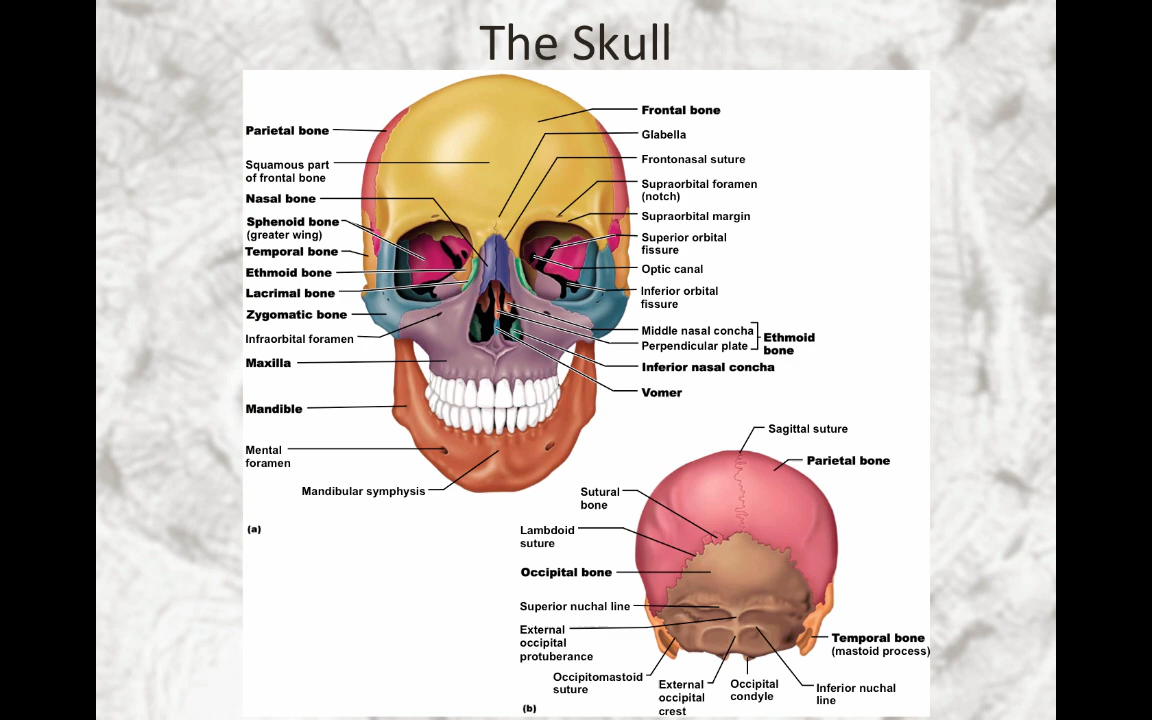 The Skull
Parietal bone
Squamous part
of frontal bone
Nasal bone
Sphenoid bone
(greater wing)
Temporal bone
Ethmoid bone
Lacrimal bone
Zygomatic bone
Infraorbital foramen
Maxilla
Mandible
Mental
foramen
Mandibular symphysis
(a)
Frontal bone
Glabella
Frontonasal suture
Supraorbital foramen
(notch)
Supraorbital margin
Superior orbital
fissure
Optic canal
Inferior orbital
fissure
Middle nasal concha
Perpendicular plate
Ethmoid
bone
Inferior nasal concha
Vomer
Sagittal suture
Parietal bone
Sutural
bone
Lambdoid
suture
Occipital bone
Superior nuchal line
External
occipital
protuberance
Occipitomastoid
suture
External
occipital
crest
Occipital
condyle
Inferior nuchal
line
Temporal bone
(mastoid process)
(b)